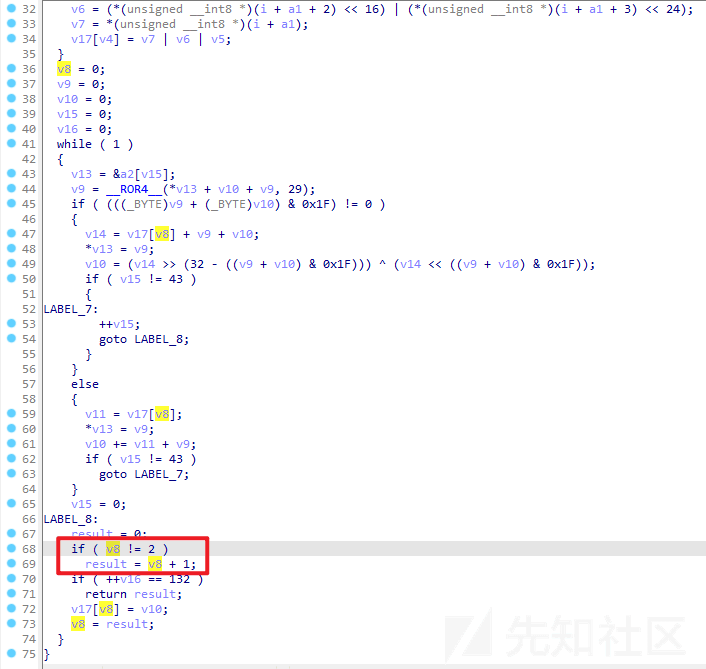 32 v6 = (*(unsigned __int8 *)(i + a1 + 2) << 16) | (*(unsigned __int8 *)(i + a1 + 3) << 24);
33 v7 = *(unsigned __int8 *)(i + a1);
34 v17[v4] = v7 | v6 | v5;
35 }
36 v8 = 0;
37 v9 = 0;
38 v10 = 0;
39 v15 = 0;
40 v16 = 0;
41 while ( 1 )
42 {
43 v13 = &a2[v15];
44 v9 = __ROR4__(*v13 + v10 + v9, 29);
45 if ( (((_BYTE)v9 + (_BYTE)v10) & 0x1F) != 0 )
46 {
47 v14 = v17[v8] + v9 + v10;
48 *v13 = v9;
49 v10 = (v14 >> (32 - ((v9 + v10) & 0x1F))) ^ (v14 << ((v9 + v10) & 0x1F));
50 if ( v15 != 43 )
51 {
52 LABEL_7:
53 ++v15;
54 goto LABEL_8;
55 }
56 }
57 else
58 {
59 v11 = v17[v8];
60 *v13 = v9;
61 v10 += v11 + v9;
62 if ( v15 != 43 )
63 goto LABEL_7;
64 }
65 v15 = 0;
66 LABEL_8:
67 result = 0;
68 if ( v8 != 2 )
69 result = v8 + 1;
70 if ( ++v16 == 132 )
71 return result;
72 v17[v8] = v10;
73 v8 = result;
74 }
75 }
先知社区